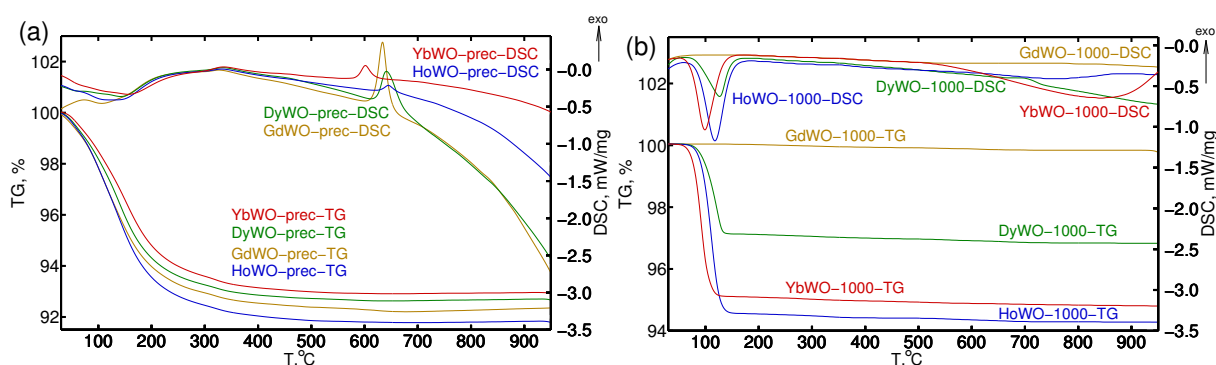 (a)
exo
102
100
98
96
94
92
TG, %
YbWO−prec−DSC
HoWO−prec−DSC
DyWO−prec−DSC
GdWO−prec−DSC
YbWO−prec−TG
DyWO−prec−TG
GdWO−prec−TG
HoWO−prec−TG
−0.0
−0.5
−1.0
−1.5
−2.0
−2.5
−3.0
−3.5
DSC, mW/mg
100 200 300 400 500 600 700 800 900
T,°C
(b)
exo
102
100
98
96
94
TG, %
GdWO−1000−DSC
HoWO−1000−DSC
DyWO−1000−DSC
YbWO−1000−DSC
GdWO−1000−TG
DyWO−1000−TG
YbWO−1000−TG
HoWO−1000−TG
−0.0
−0.5
−1.0
−1.5
−2.0
−2.5
−3.0
−3.5
DSC, mW/mg
100 200 300 400 500 600 700 800 900
T,°C